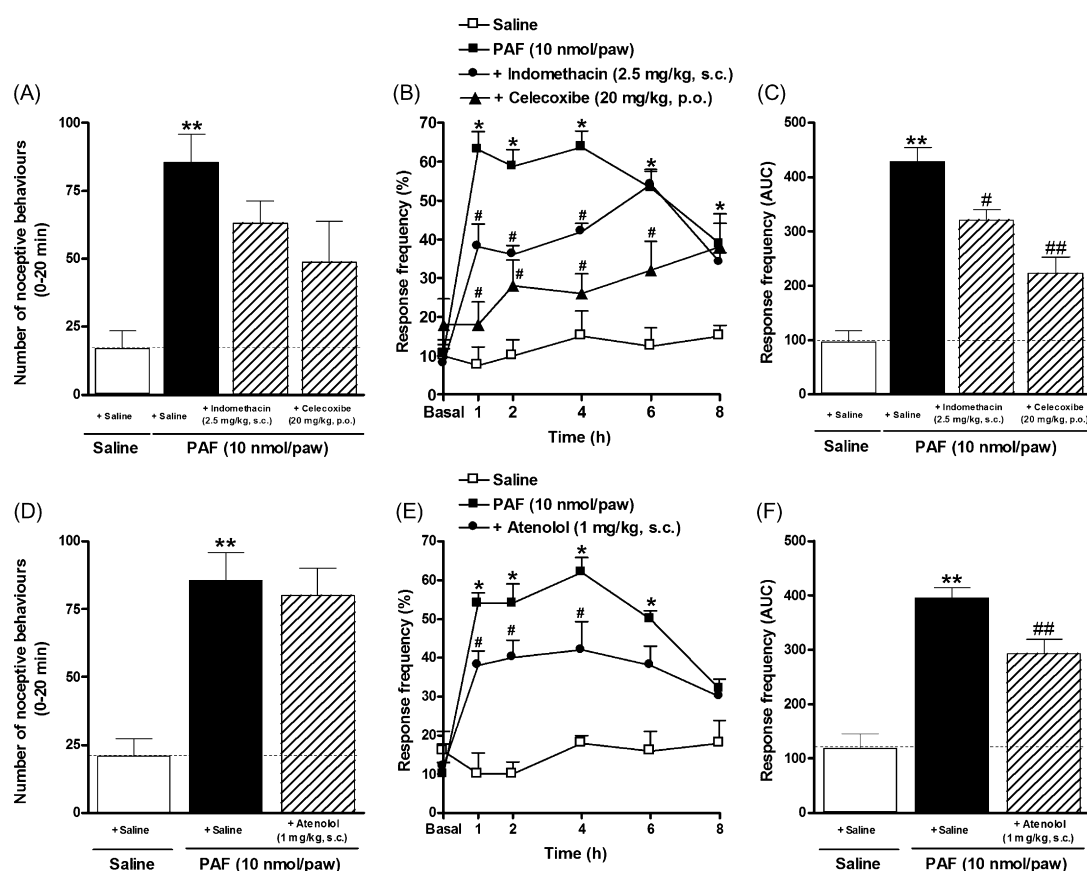 Saline
PAF (10 nmol/paw)
+ Indomethacin (2.5 mg/kg, s.c.)
+ Celecoxibe (20 mg/kg, p.o.)
(A)
Number of nociceptive behaviours
(0-20 min)
100
75
50
25
0
**
+ Saline
+ Saline
+ Indomethacin
(2.5 mg/kg, s.c.)
+ Celecoxibe
(20 mg/kg, p.o.)
Saline
PAF (10 nmol/paw)
(B)
Response frequency (%)
70
60
50
40
30
20
10
0
* * * * *
# # # # # # #
Basal 1 2 4 6 8
Time (h)
(C)
Response frequency (AUC)
500
400
300
200
100
0
**
#
##
+ Saline
+ Saline
+ Indomethacin
(2.5 mg/kg, s.c.)
+ Celecoxibe
(20 mg/kg, p.o.)
Saline
PAF (10 nmol/paw)
Saline
PAF (10 nmol/paw)
+ Atenolol (1 mg/kg, s.c.)
(D)
Number of nociceptive behaviours
(0-20 min)
100
75
50
25
0
**
+ Saline
+ Saline
+ Atenolol
(1 mg/kg, s.c.)
Saline
PAF (10 nmol/paw)
(E)
Response frequency (%)
70
60
50
40
30
20
10
0
* * * *
# # #
Basal 1 2 4 6 8
Time (h)
(F)
Response frequency (AUC)
500
400
300
200
100
0
**
##
+ Saline
+ Saline
+ Atenolol
(1 mg/kg, s.c.)
Saline
PAF (10 nmol/paw)